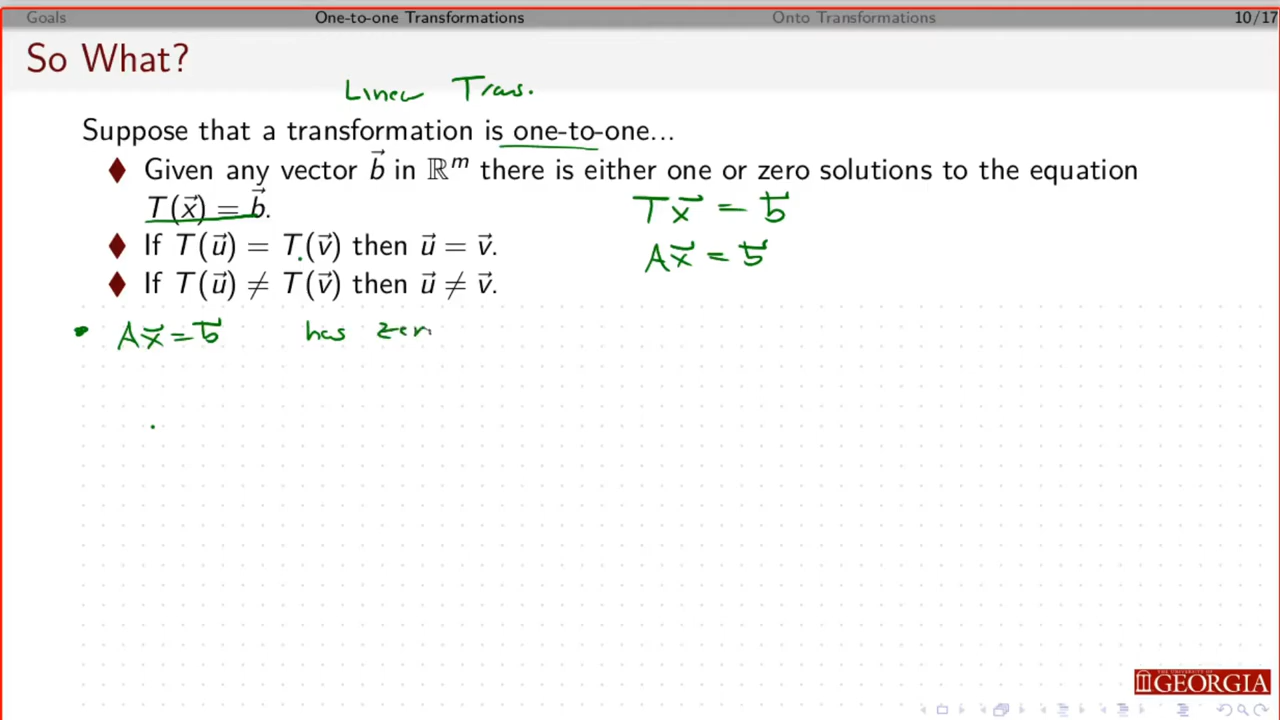 Goals One-to-one Transformations Onto Transformations 10/17
So What?
Linear Trans.
Suppose that a transformation is one-to-one...
♦ Given any vector b⃗ in ℝᵐ there is either one or zero solutions to the equation
T(x⃗) = b⃗.
Tx⃗ = b⃗
♦ If T(u⃗) = T(v⃗) then u⃗ = v⃗.
Ax⃗ = b⃗
♦ If T(u⃗) ≠ T(v⃗) then u⃗ ≠ v⃗.
• Ax⃗ = b⃗ has zer
GEORGIA